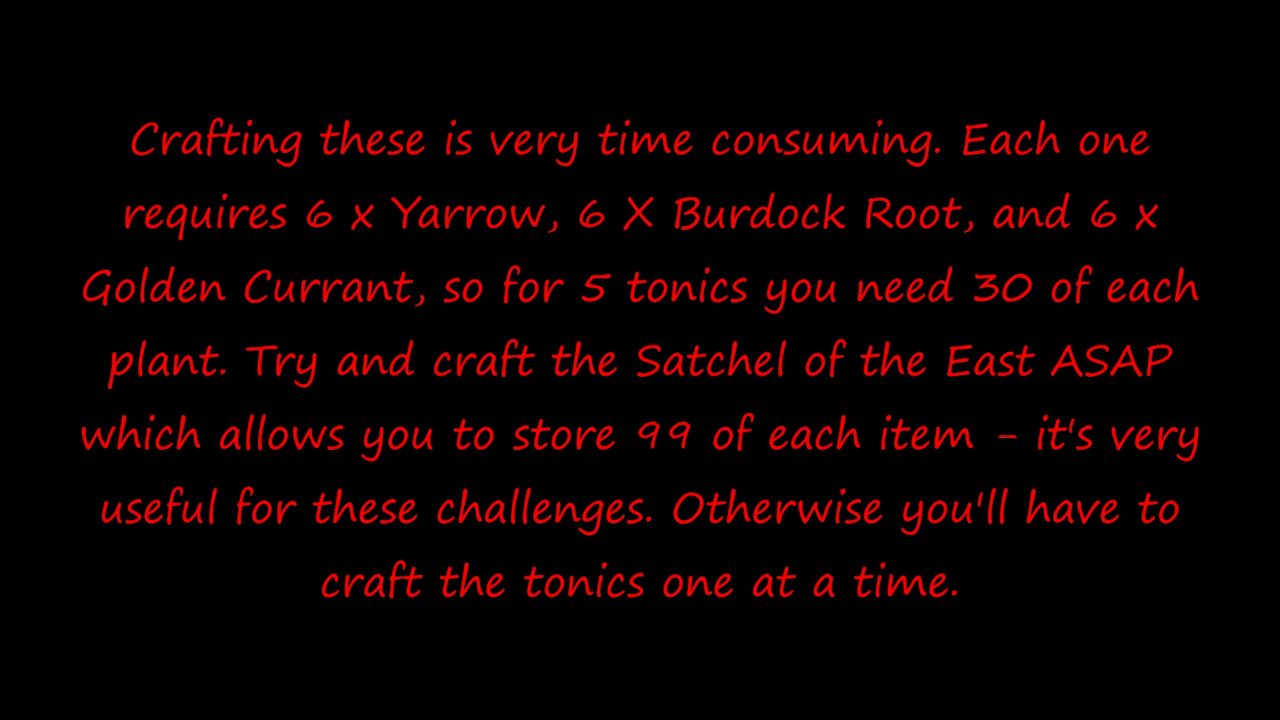 Crafting these is very time consuming. Each one
requires 6 x Yarrow, 6 X Burdock Root, and 6 x
Golden Currant, so for 5 tonics you need 30 of each
plant. Try and craft the Satchel of the East ASAP
which allows you to store 99 of each item - it's very
useful for these challenges. Otherwise you'll have to
craft the tonics one at a time.